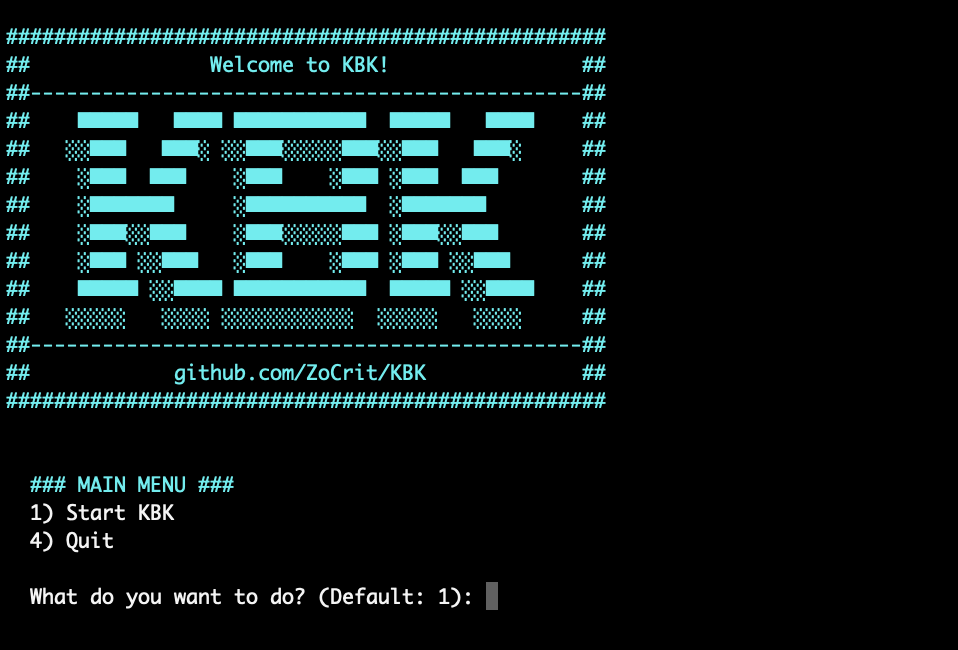 ##################################################
## Welcome to KBK! ##
##----------------------------------------------##
## KBK ##
##----------------------------------------------##
## github.com/ZoCrit/KBK ##
##################################################
### MAIN MENU ###
1) Start KBK
4) Quit
What do you want to do? (Default: 1):